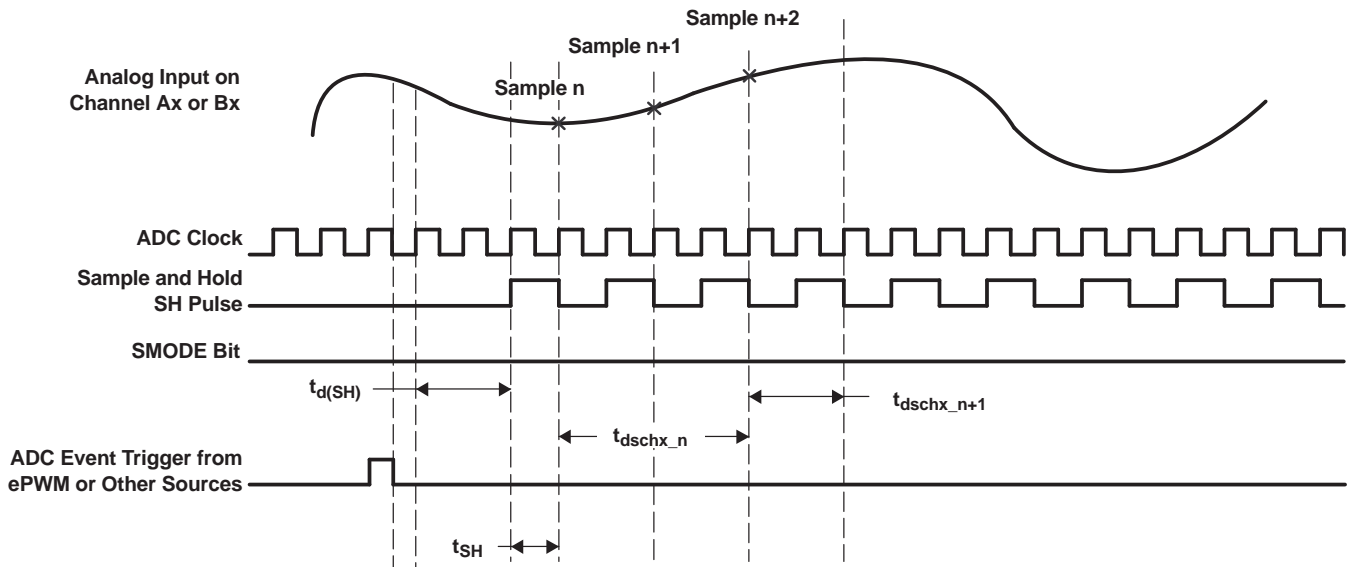 Sample n+2
Sample n+1
Analog Input on
Channel Ax or Bx
Sample n
ADC Clock
Sample and Hold
SH Pulse
SMODE Bit
td(SH)
tdschx_n+1
tdschx_n
ADC Event Trigger from
ePWM or Other Sources
tSH